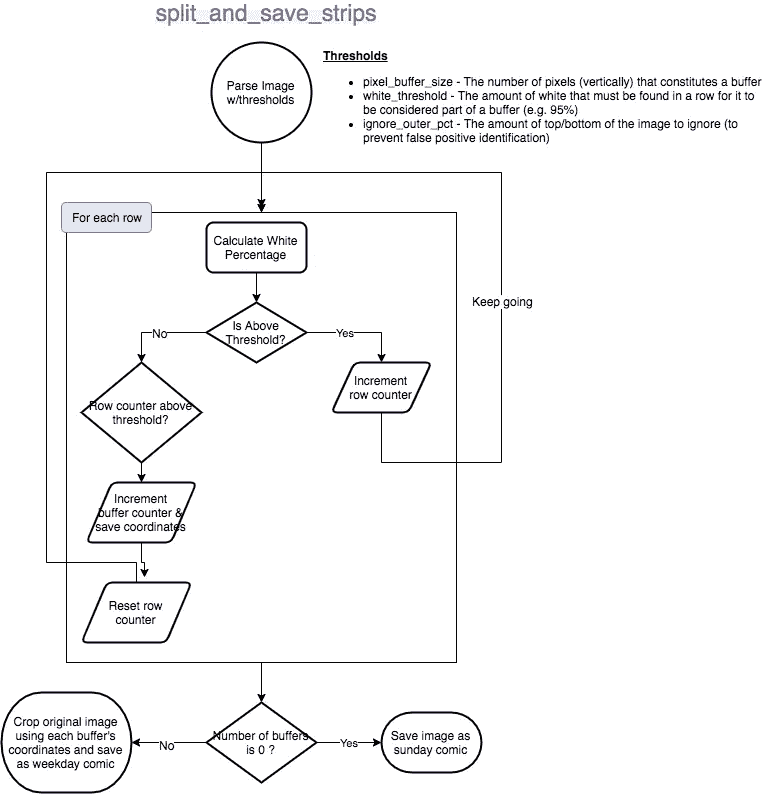 split_and_save_strips
Parse Image
w/thresholds
Thresholds
• pixel_buffer_size - The number of pixels (vertically) that constitutes a buffer
• white_threshold - The amount of white that must be found in a row for it to
be considered part of a buffer (e.g. 95%)
• ignore_outer_pct - The amount of top/bottom of the image to ignore (to
prevent false positive identification)
For each row
Calculate White
Percentage
Keep going
Is Above
Threshold?
No
Yes
Increment
row counter
Row counter above
threshold?
Increment
buffer counter &
save coordinates
Reset row
counter
Crop original image
using each buffer's
coordinates and save
as weekday comic
No
Number of buffers
is 0 ?
Yes
Save image as
sunday comic